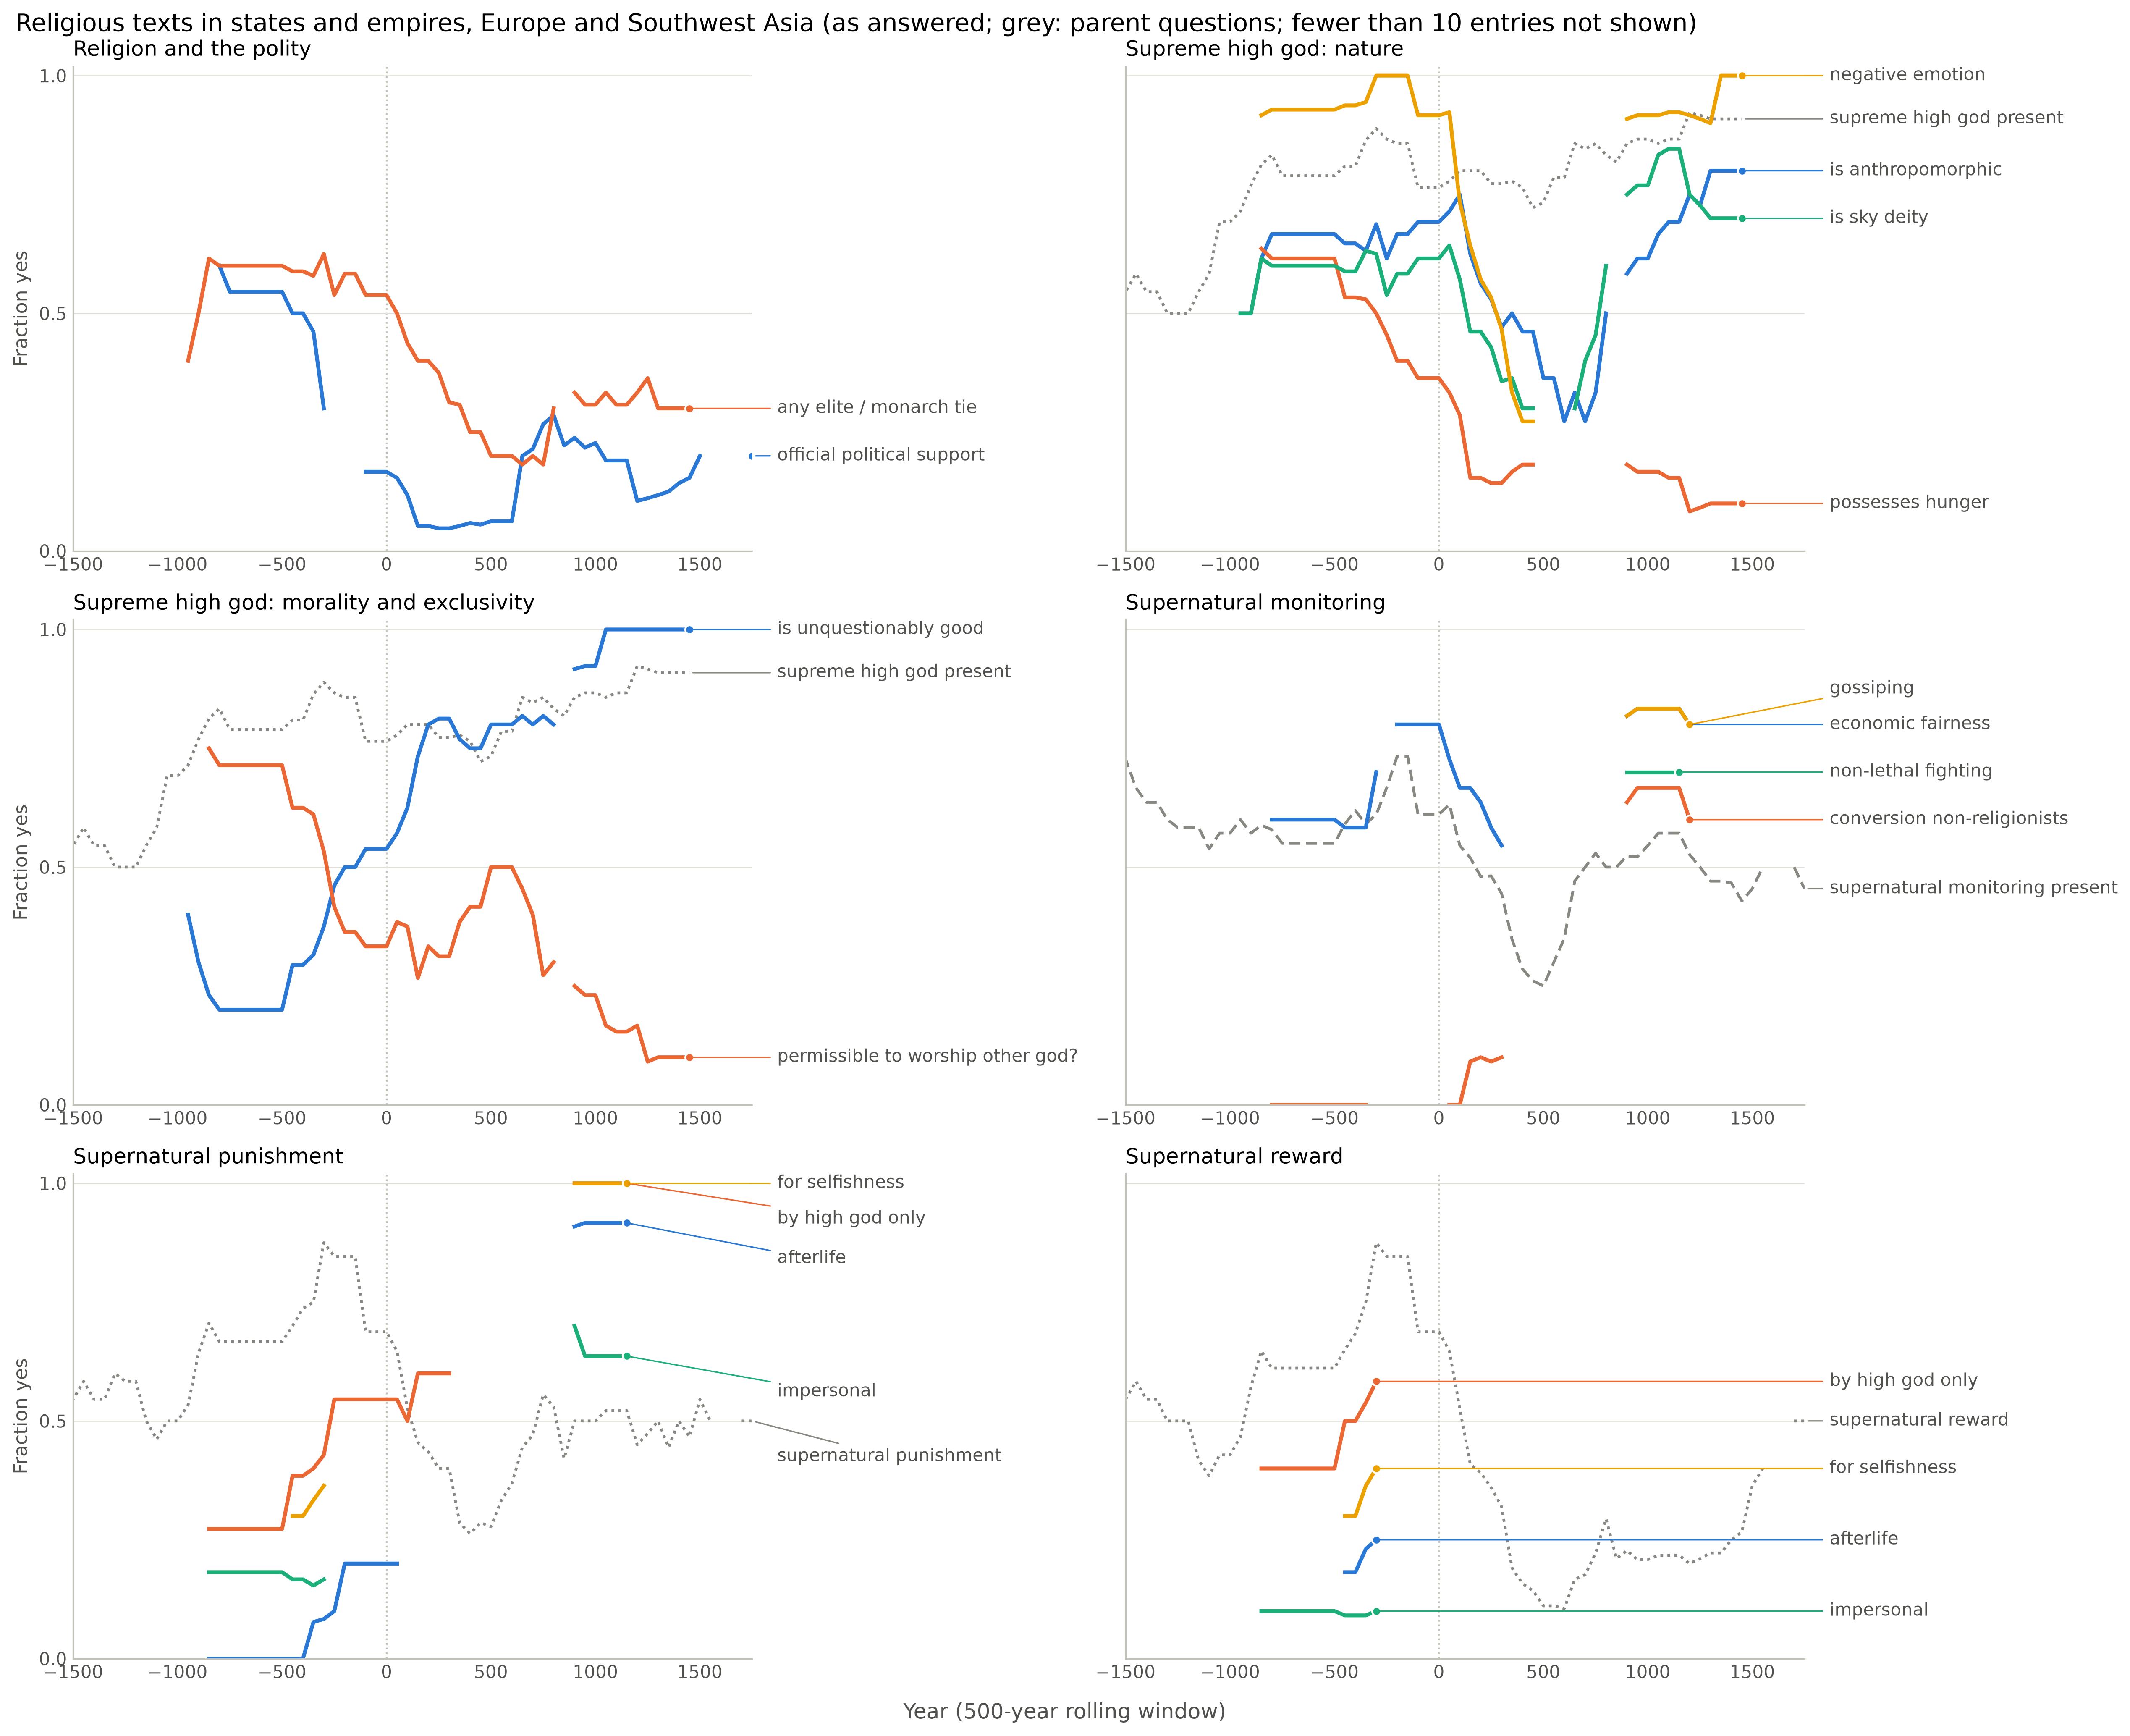 Religious texts in states and empires, Europe and Southwest Asia (as answered; grey: parent questions; fewer than 10 entries not shown)
Religion and the polity
1.0
0.5
0.0
Fraction yes
−1500 −1000 −500 0 500 1000 1500
any elite / monarch tie
official political support
Supreme high god: nature
−1500 −1000 −500 0 500 1000 1500
negative emotion
supreme high god present
is anthropomorphic
is sky deity
possesses hunger
Supreme high god: morality and exclusivity
1.0
0.5
0.0
Fraction yes
−1500 −1000 −500 0 500 1000 1500
is unquestionably good
supreme high god present
permissible to worship other god?
Supernatural monitoring
−1500 −1000 −500 0 500 1000 1500
gossiping
economic fairness
non-lethal fighting
conversion non-religionists
supernatural monitoring present
Supernatural punishment
1.0
0.5
0.0
Fraction yes
−1500 −1000 −500 0 500 1000 1500
for selfishness
by high god only
afterlife
impersonal
supernatural punishment
Supernatural reward
−1500 −1000 −500 0 500 1000 1500
by high god only
supernatural reward
for selfishness
afterlife
impersonal
Year (500-year rolling window)